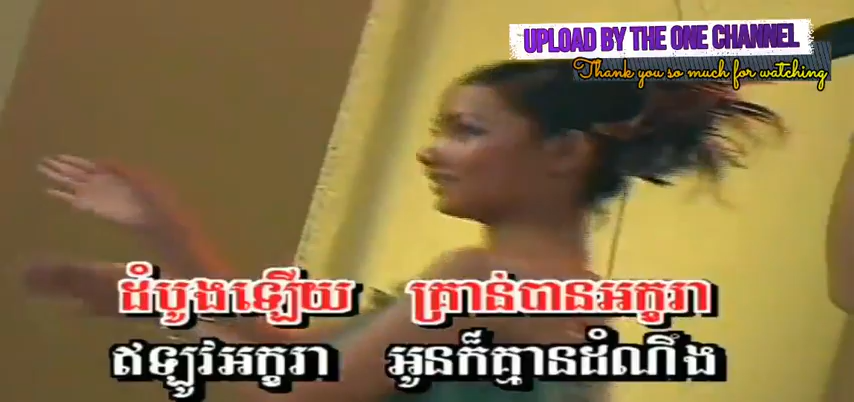 UPLOAD BY THE ONE CHANNEL
Thank you so much for watching
ដំបូងឡើយ គ្រាន់បានអក្ខរា
ឥឡូវអក្ខរា អូនក៏គ្មានដំណឹង